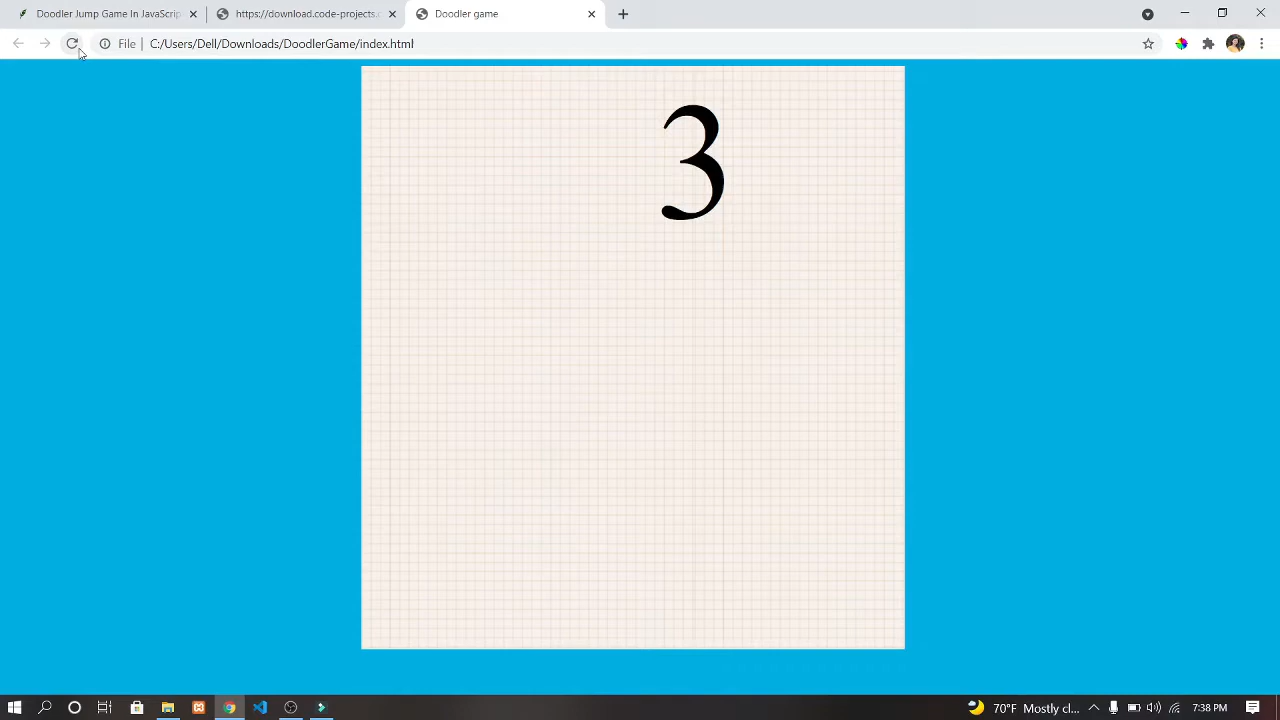 Doodler Jump Game In JavaScrip
https://download.code-projects.
Doodler game
File
C:/Users/Dell/Downloads/DoodlerGame/index.html
3
70°F Mostly cl...
7:38 PM